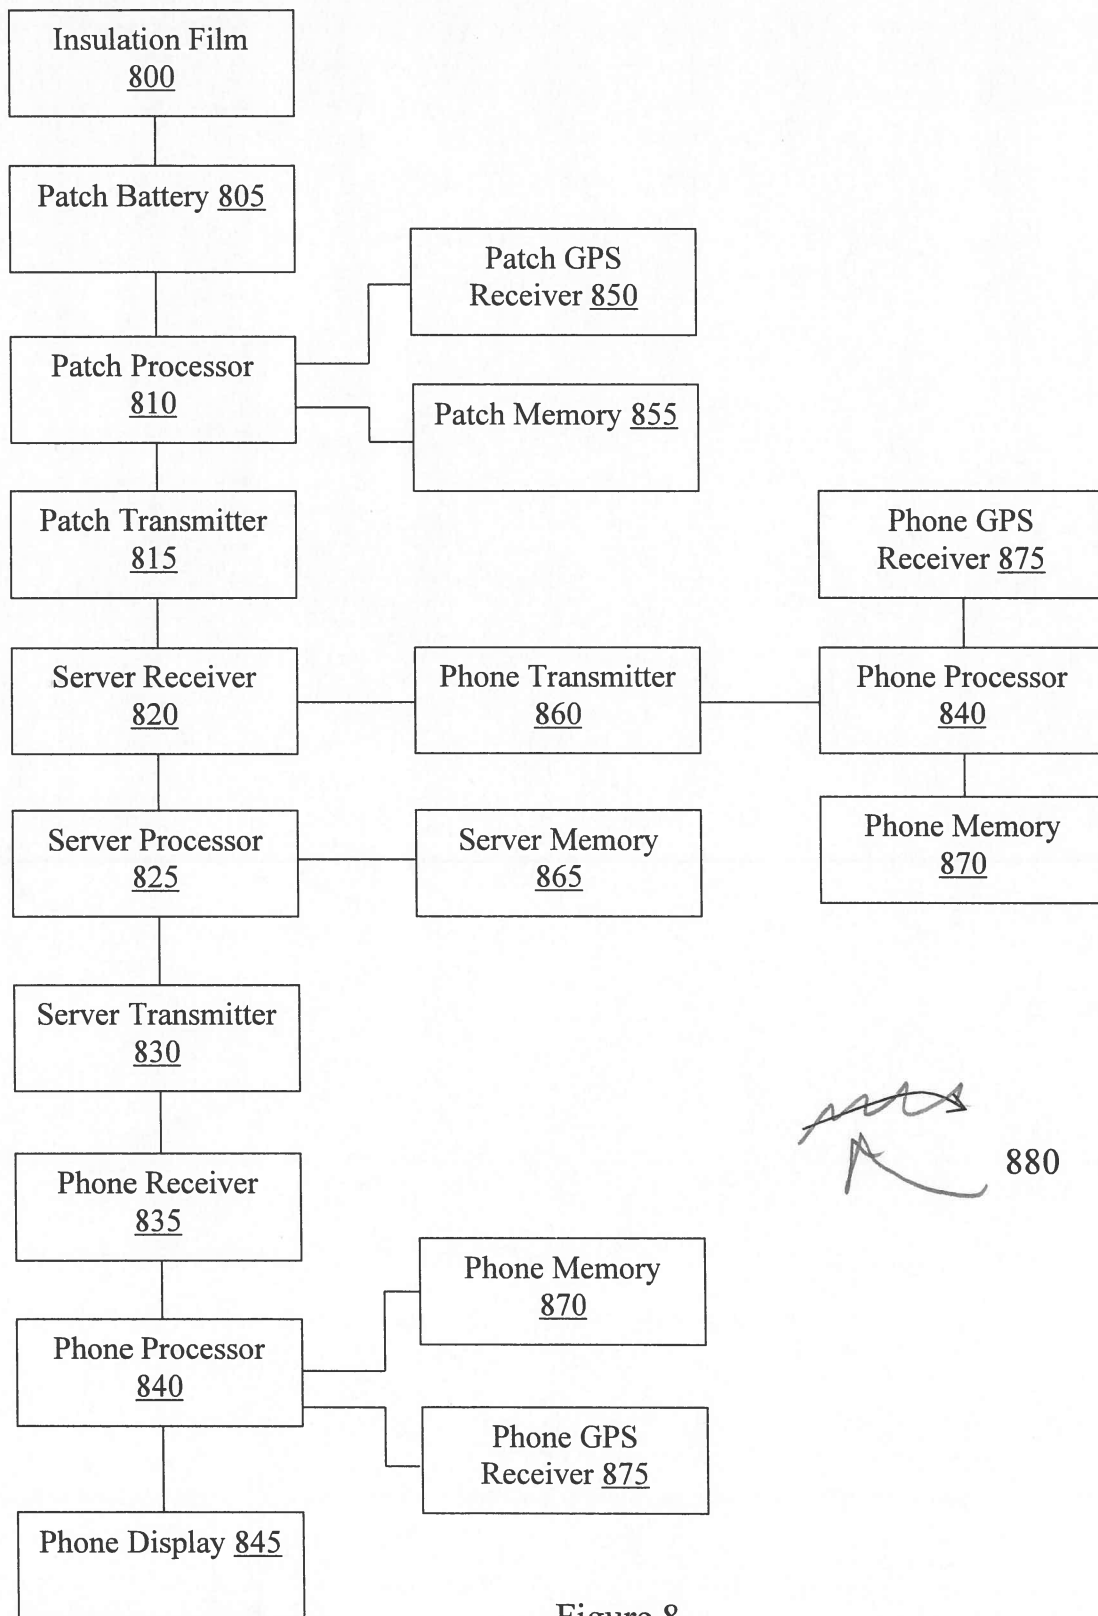 Insulation Film
800
Patch Battery 805
Patch GPS
Receiver 850
Patch Processor
810
Patch Memory 855
Patch Transmitter
815
Phone GPS
Receiver 875
Server Receiver
820
Phone Transmitter
860
Phone Processor
840
Server Processor
825
Server Memory
865
Phone Memory
870
Server Transmitter
830
880
Phone Receiver
835
Phone Memory
870
Phone Processor
840
Phone GPS
Receiver 875
Phone Display 845
Figure 8